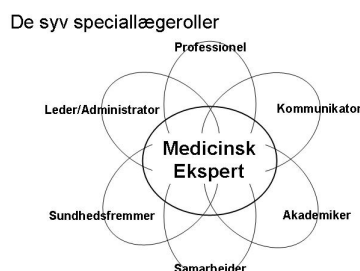 De syv speciallægeroller
Professionel
Leder/Administrator
Kommunikator
Medicinsk
Ekspert
Sundhedsfremmer
Akademiker
Samarbejder